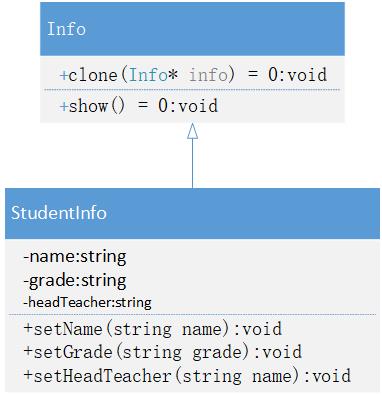 Info
+clone(Info* info) = 0:void
+show() = 0:void
StudentInfo
-name:string
-grade:string
-headTeacher:string
+setName(string name):void
+setGrade(string grade):void
+setHeadTeacher(string name):void